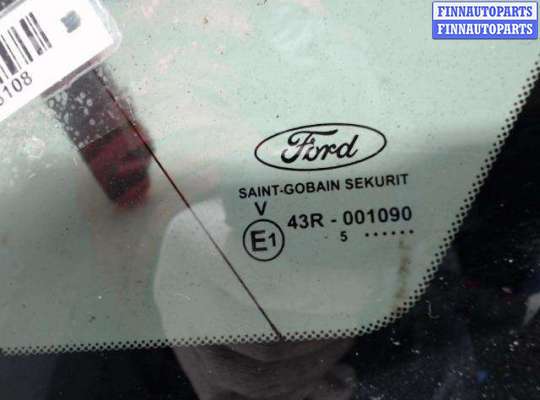 FINNAUTOPARTS
FINNAUTOPARTS
Ford
SAINT-GOBAIN SEKURIT
V
E1 43R - 001090
5 ······